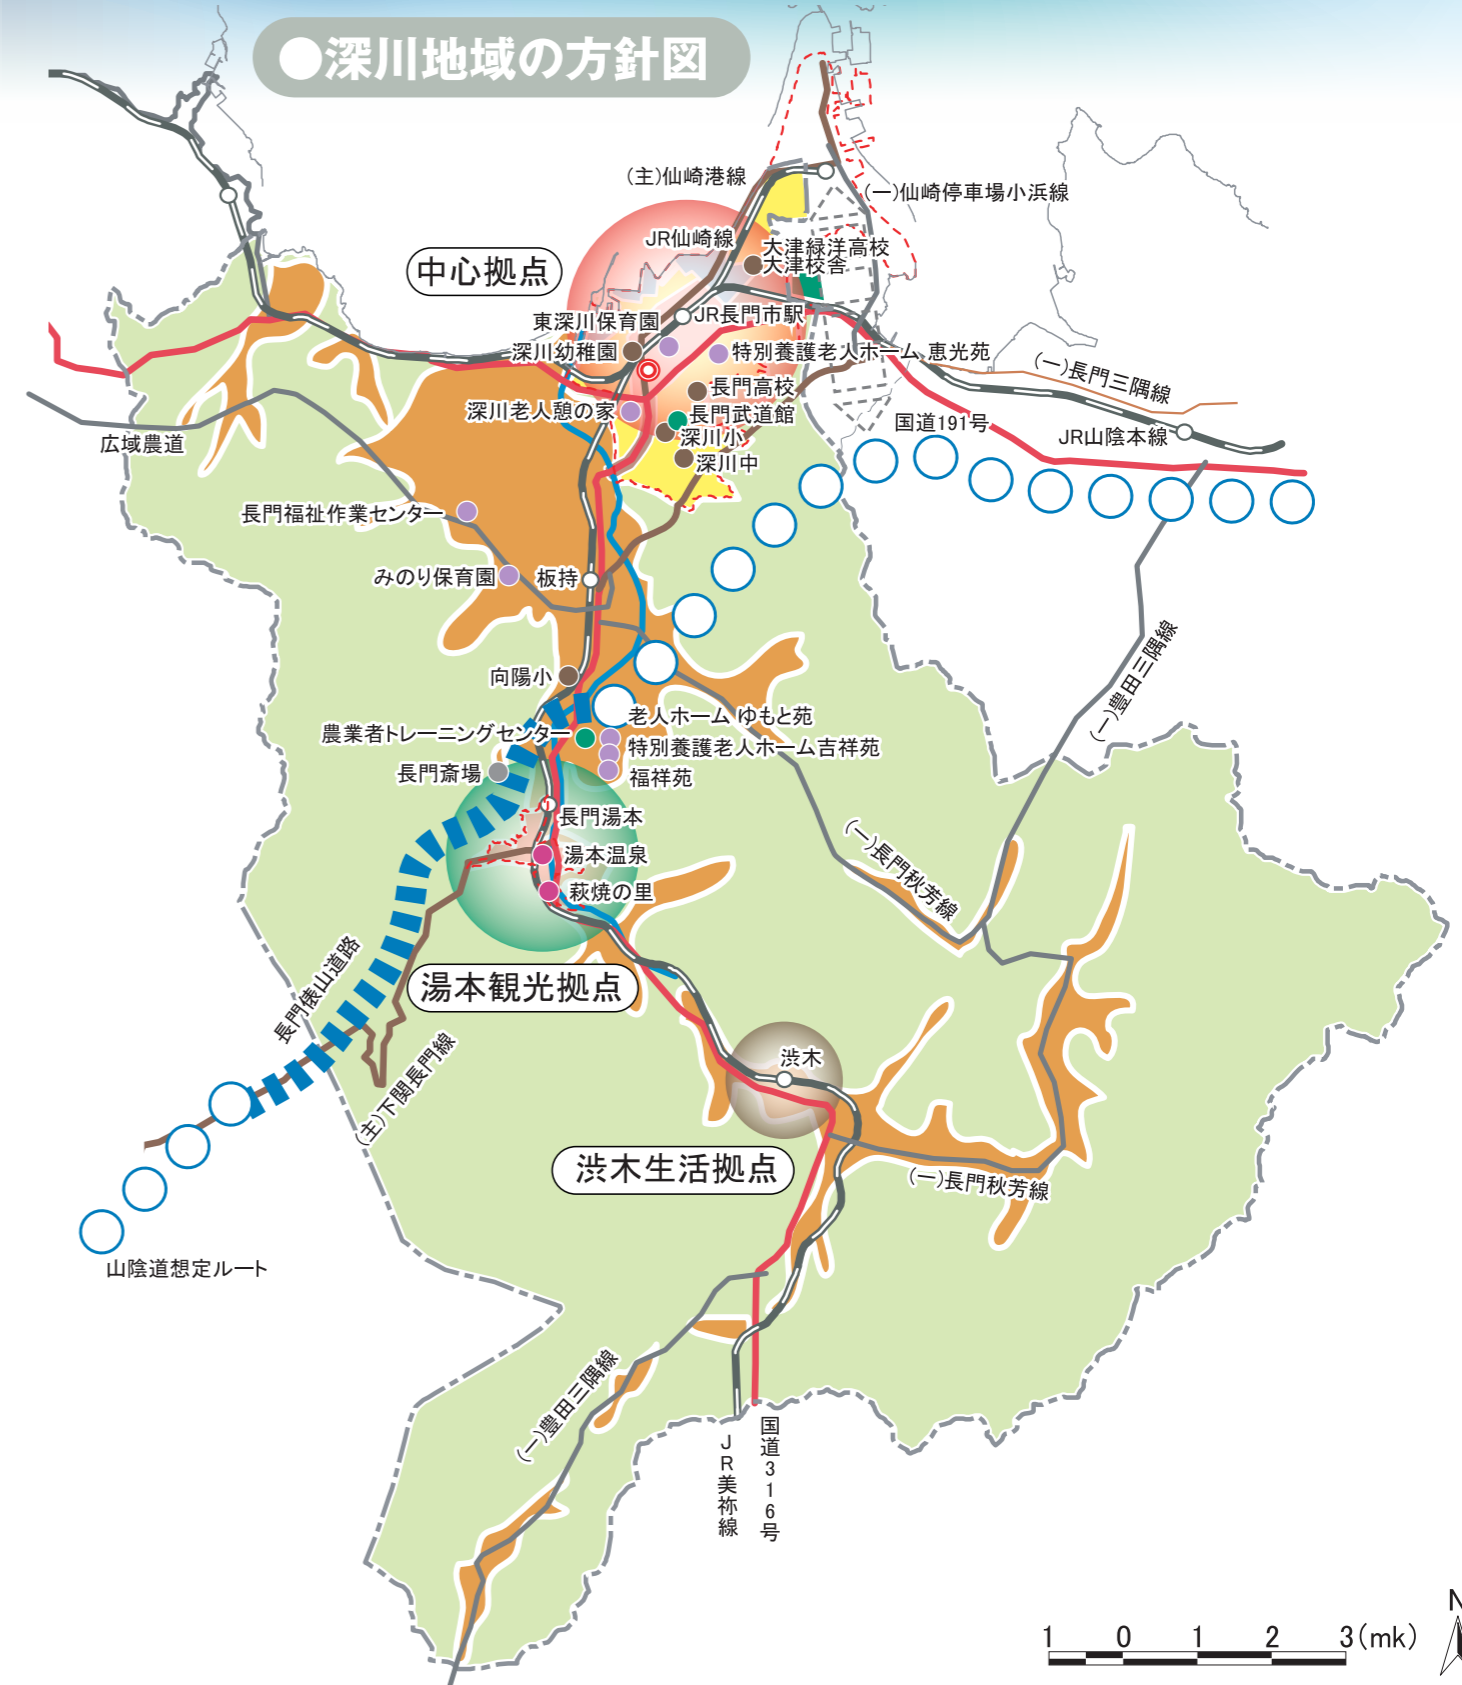 ●深川地域の方針図
(主)仙崎港線
(一)仙崎停車場小浜線
JR仙崎線
大津緑洋高校
大津校舎
中心拠点
JR長門市駅
東深川保育園
深川幼稚園
特別養護老人ホーム 恵光苑
(一)長門三隅線
長門高校
深川老人憩の家
長門武道館
国道191号
深川小
JR山陰本線
広域農道
深川中
長門福祉作業センター
みのり保育園
板持
(一)豊田三隅線
向陽小
老人ホーム ゆもと苑
農業者トレーニングセンター
特別養護老人ホーム吉祥苑
長門斎場
福祥苑
長門湯本
湯本温泉
(一)長門秋芳線
萩焼の里
長門俵山道路
湯本観光拠点
渋木
(主)下関長門線
渋木生活拠点
(一)長門秋芳線
山陰道想定ルート
(一)豊田三隅線
JR美祢線
国道316号
N
1 0 1 2 3(mk)